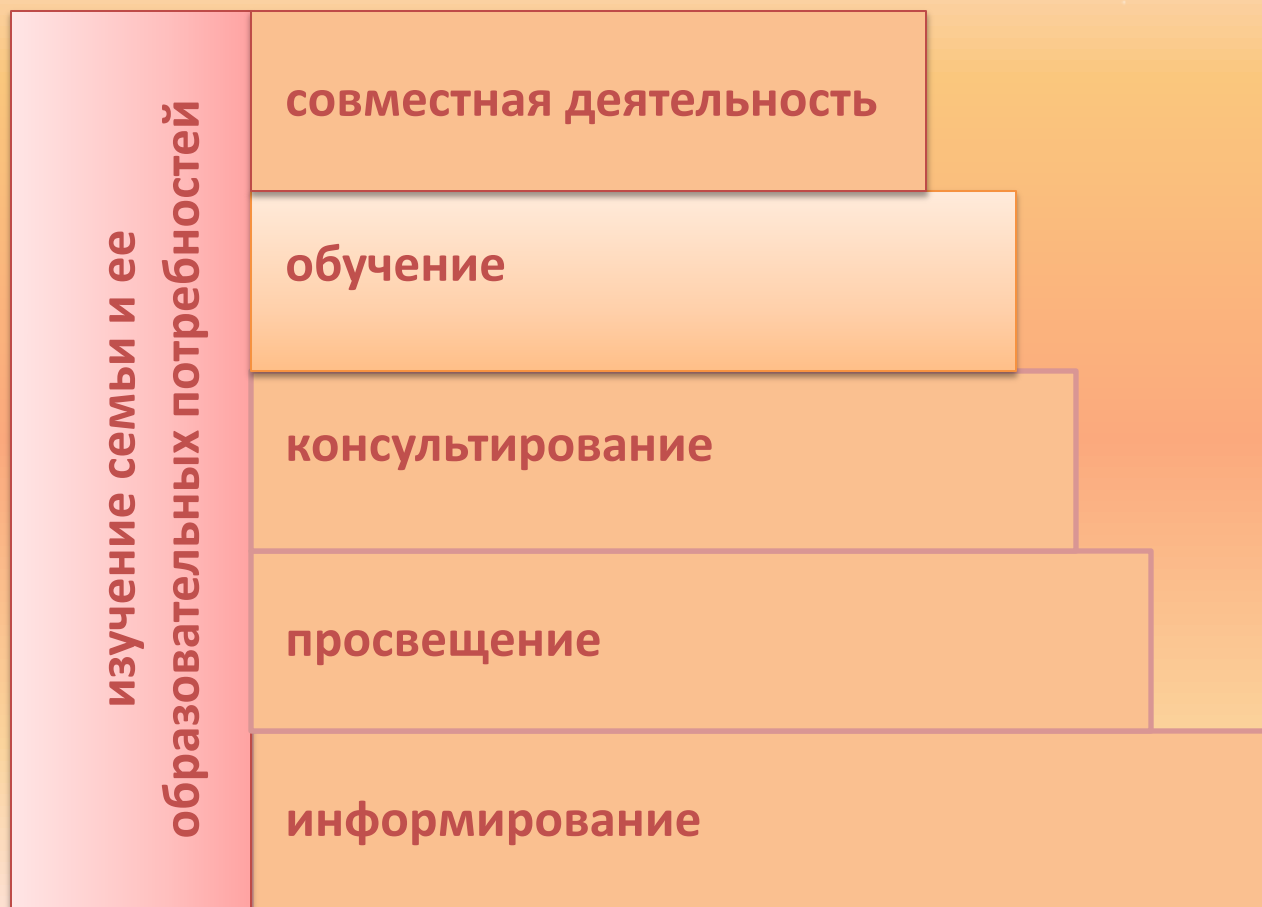 изучение семьи и ее
образовательных потребностей
совместная деятельность
обучение
консультирование
просвещение
информирование